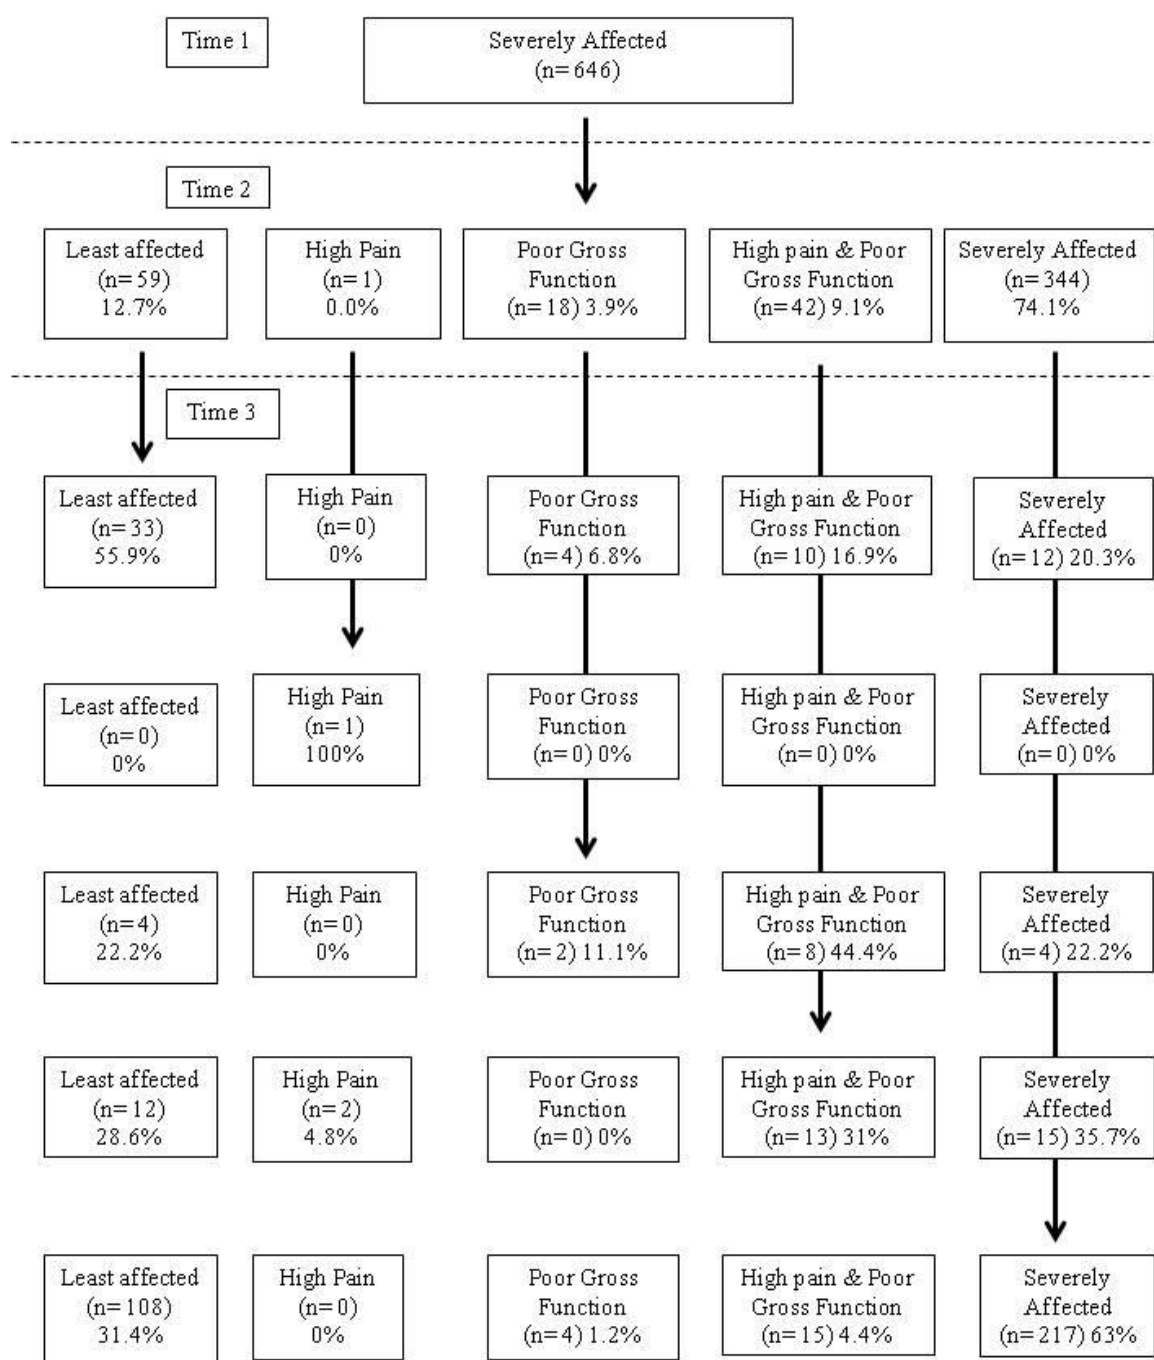 Time 1
Severely Affected
(n=646)
Time 2
Least affected
(n=59)
12.7%
High Pain
(n=1)
0.0%
Poor Gross
Function
(n=18) 3.9%
High pain & Poor
Gross Function
(n=42) 9.1%
Severely Affected
(n=344)
74.1%
Time 3
Least affected
(n=33)
55.9%
High Pain
(n=0)
0%
Poor Gross
Function
(n=4) 6.8%
High pain & Poor
Gross Function
(n=10) 16.9%
Severely
Affected
(n=12) 20.3%
Least affected
(n=0)
0%
High Pain
(n=1)
100%
Poor Gross
Function
(n=0) 0%
High pain & Poor
Gross Function
(n=0) 0%
Severely
Affected
(n=0) 0%
Least affected
(n=4)
22.2%
High Pain
(n=0)
0%
Poor Gross
Function
(n=2) 11.1%
High pain & Poor
Gross Function
(n=8) 44.4%
Severely
Affected
(n=4) 22.2%
Least affected
(n=12)
28.6%
High Pain
(n=2)
4.8%
Poor Gross
Function
(n=0) 0%
High pain & Poor
Gross Function
(n=13) 31%
Severely
Affected
(n=15) 35.7%
Least affected
(n=108)
31.4%
High Pain
(n=0)
0%
Poor Gross
Function
(n=4) 1.2%
High pain & Poor
Gross Function
(n=15) 4.4%
Severely
Affected
(n=217) 63%